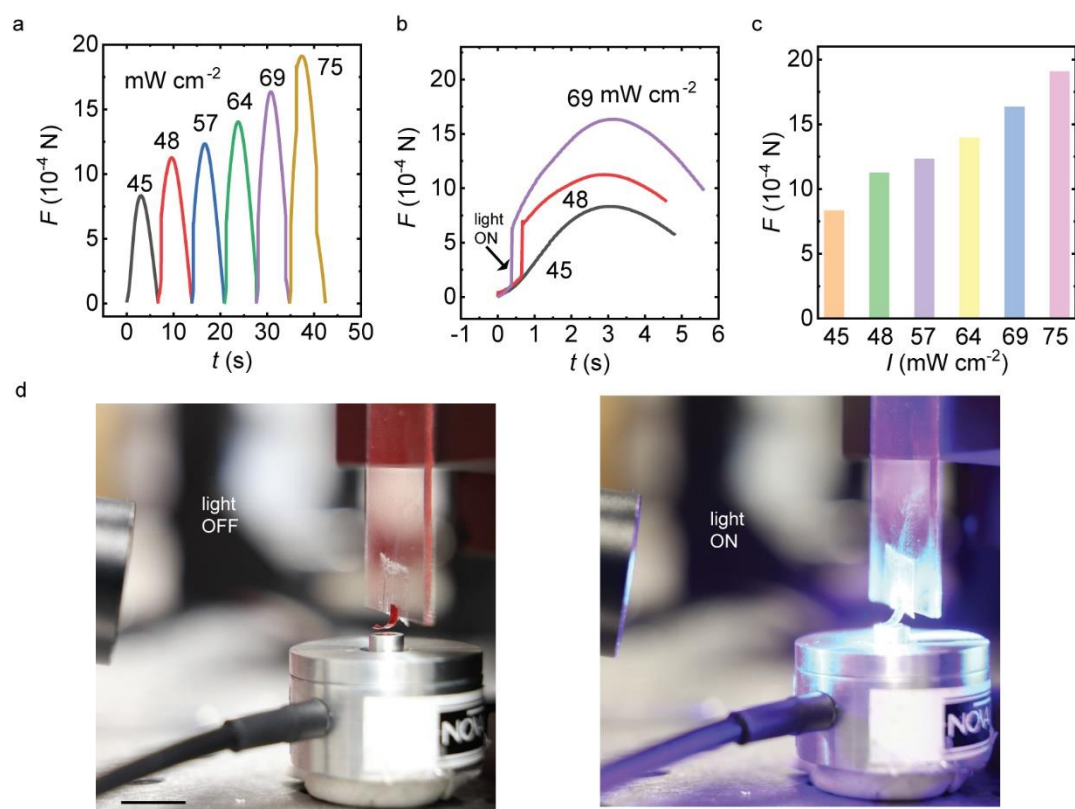 a
F (10⁻⁴ N)
20
15
10
5
0
mW cm⁻²
45
48
57
64
69
75
0 10 20 30 40 50
t (s)
b
F (10⁻⁴ N)
20
15
10
5
0
69 mW cm⁻²
48
45
light
ON
-1 0 1 2 3 4 5 6
t (s)
c
F (10⁻⁴ N)
20
15
10
5
0
45 48 57 64 69 75
I (mW cm⁻²)
d
light
OFF
NOVA
light
ON
NOVA